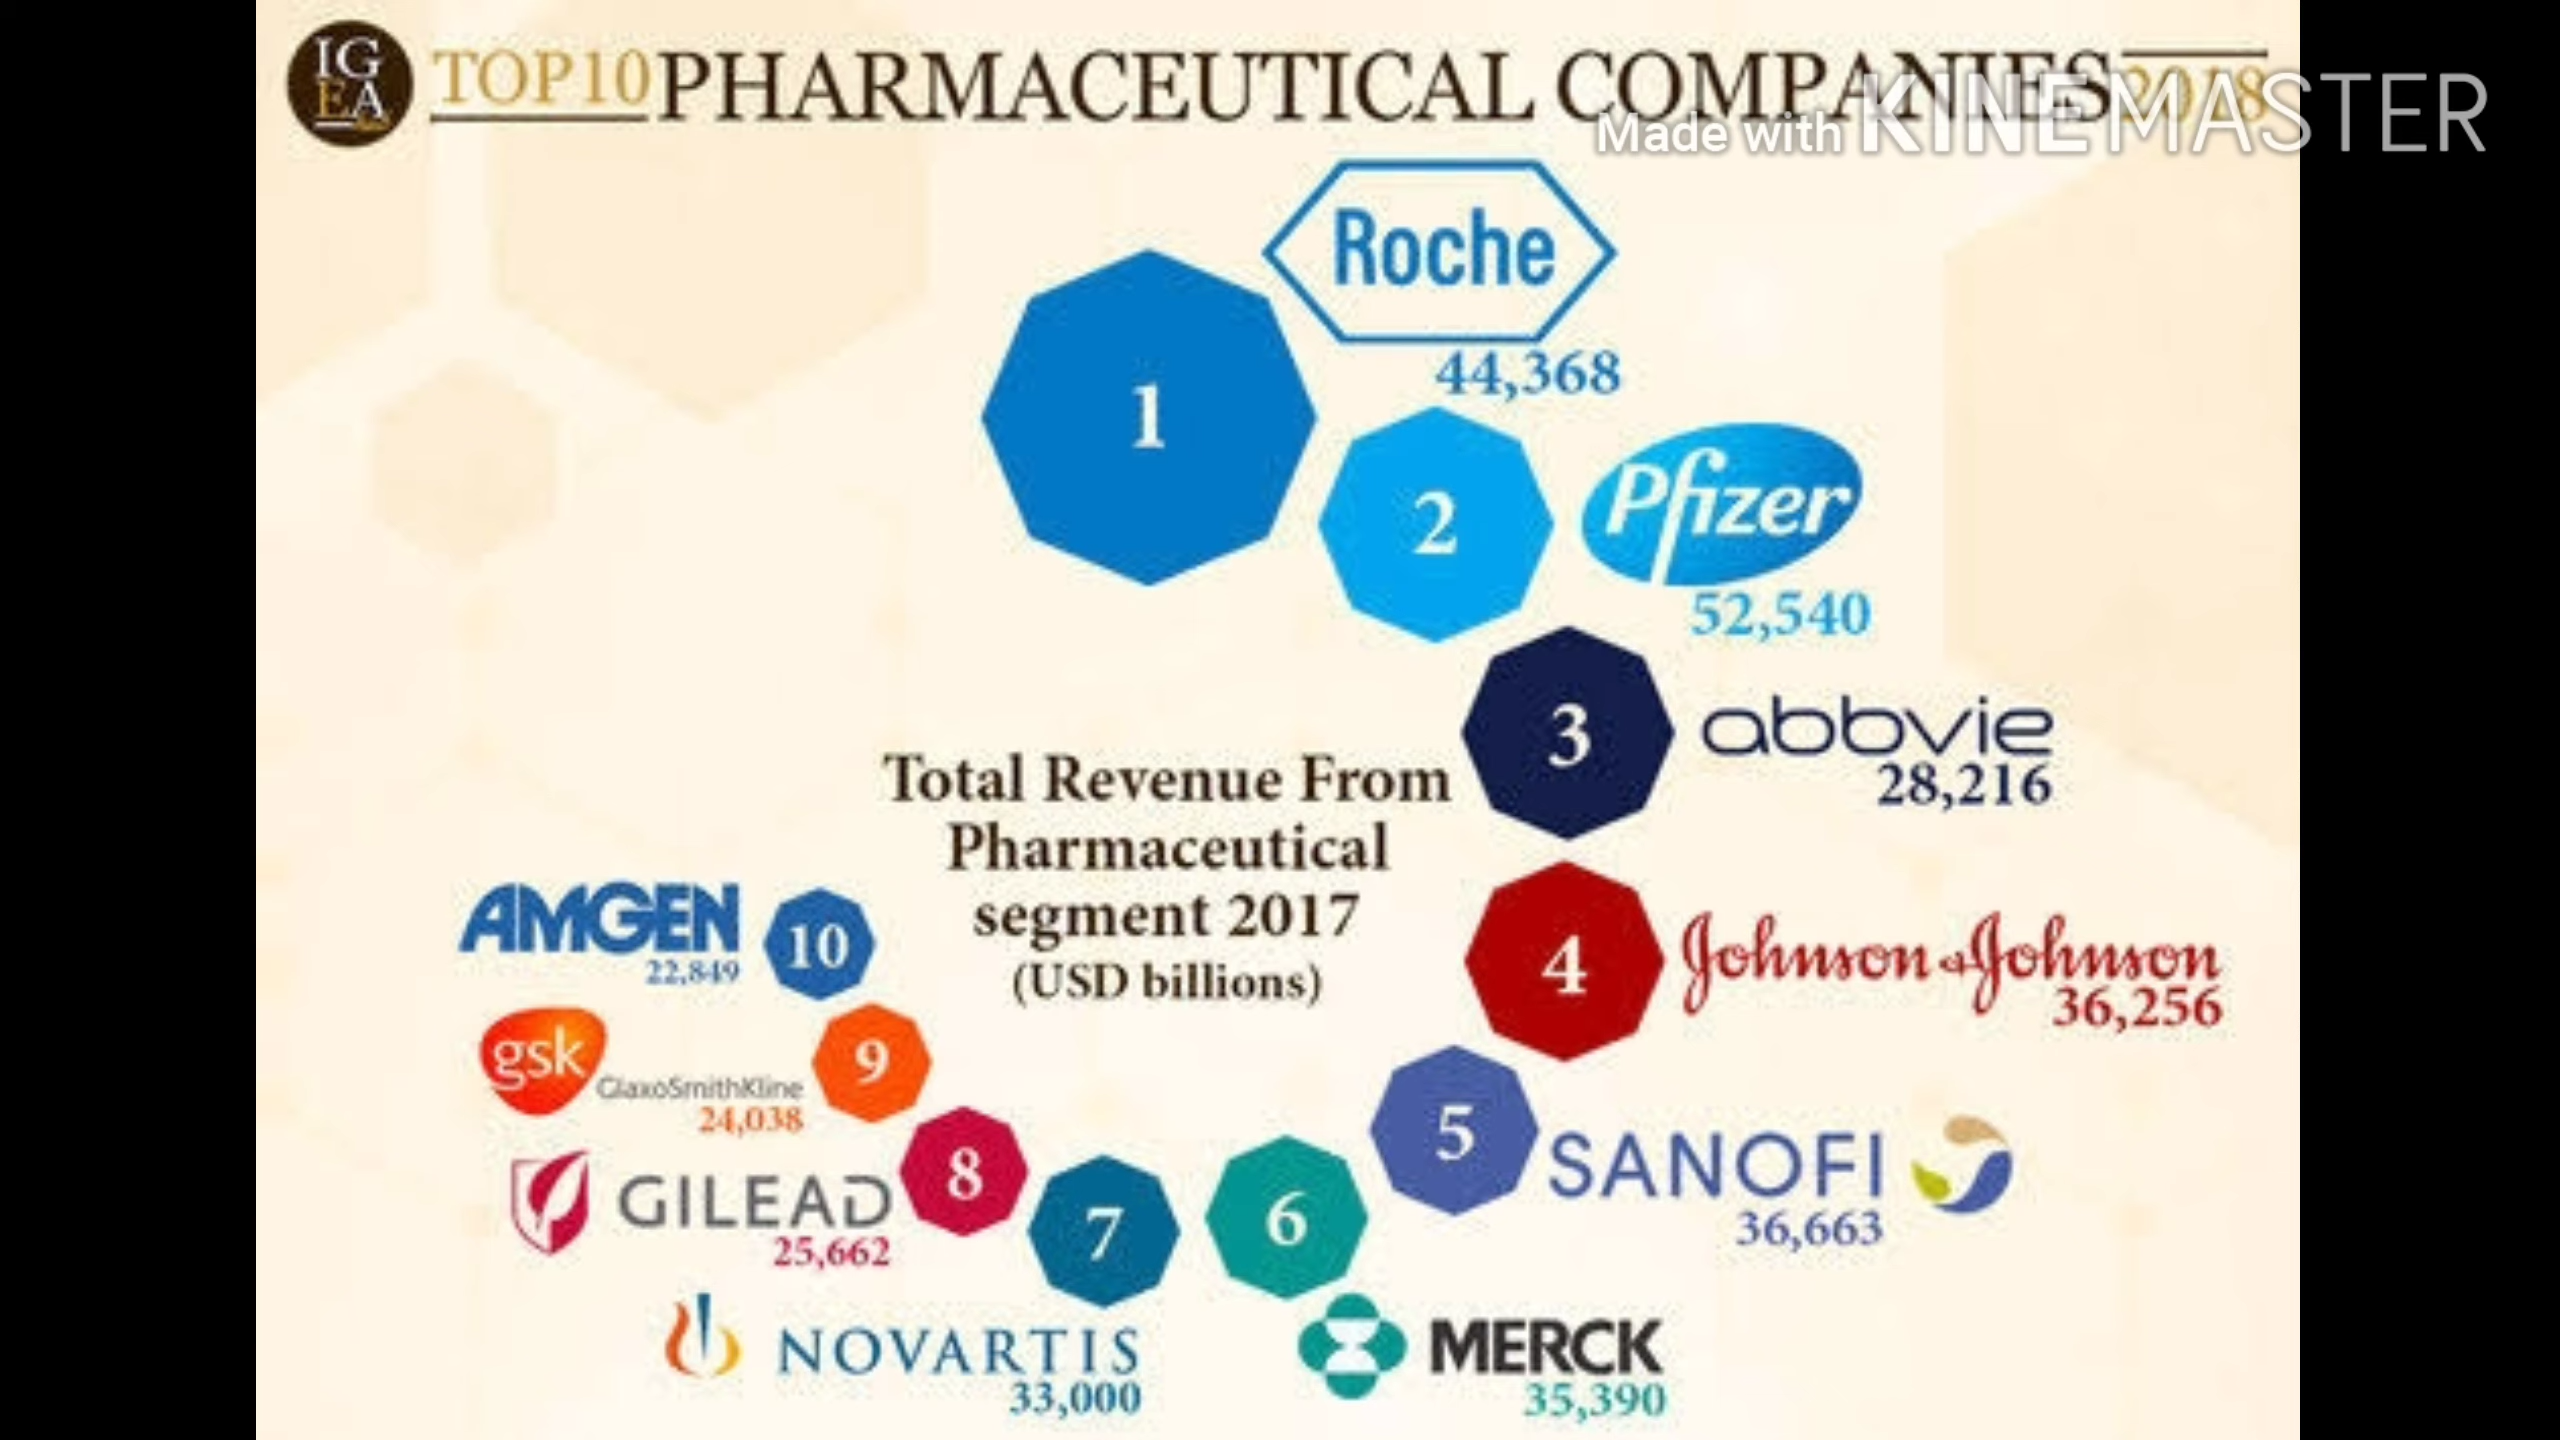 IG
EA
TOP10 PHARMACEUTICAL COMPANIES 2018
Made with KINEMASTER
Roche
44,368
1
2
Pfizer
52,540
3
abbvie
28,216
Total Revenue From
Pharmaceutical
segment 2017
(USD billions)
4
Johnson & Johnson
36,256
5
SANOFI
36,663
6
MERCK
35,390
7
NOVARTIS
33,000
8
GILEAD
25,662
9
gsk
GlaxoSmithKline
24,038
10
AMGEN
22,849